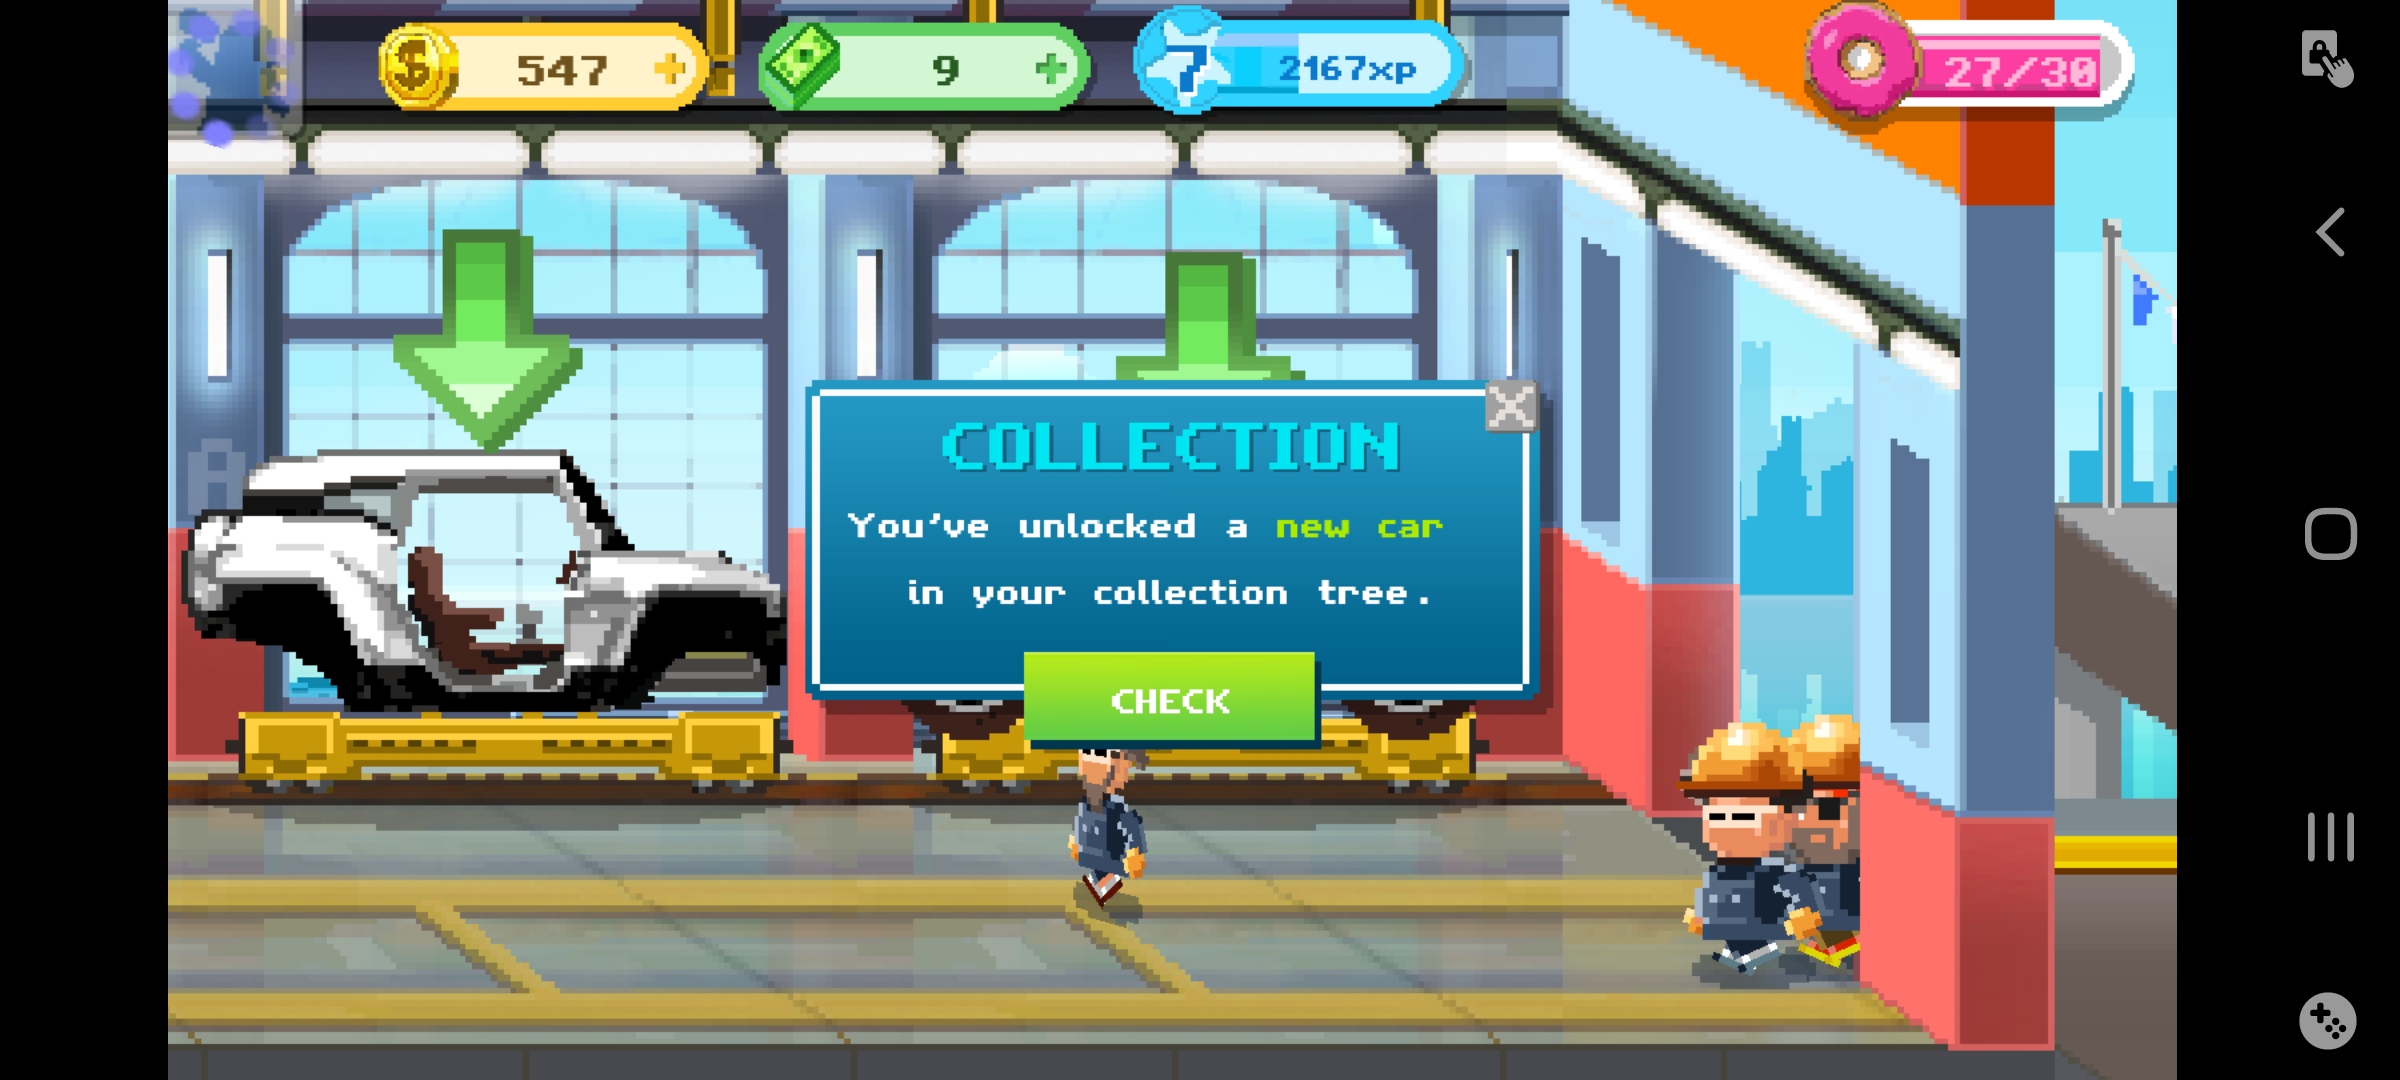 547
9
7
2167xp
27/30
A
COLLECTION
You've unlocked a new car
in your collection tree.
CHECK